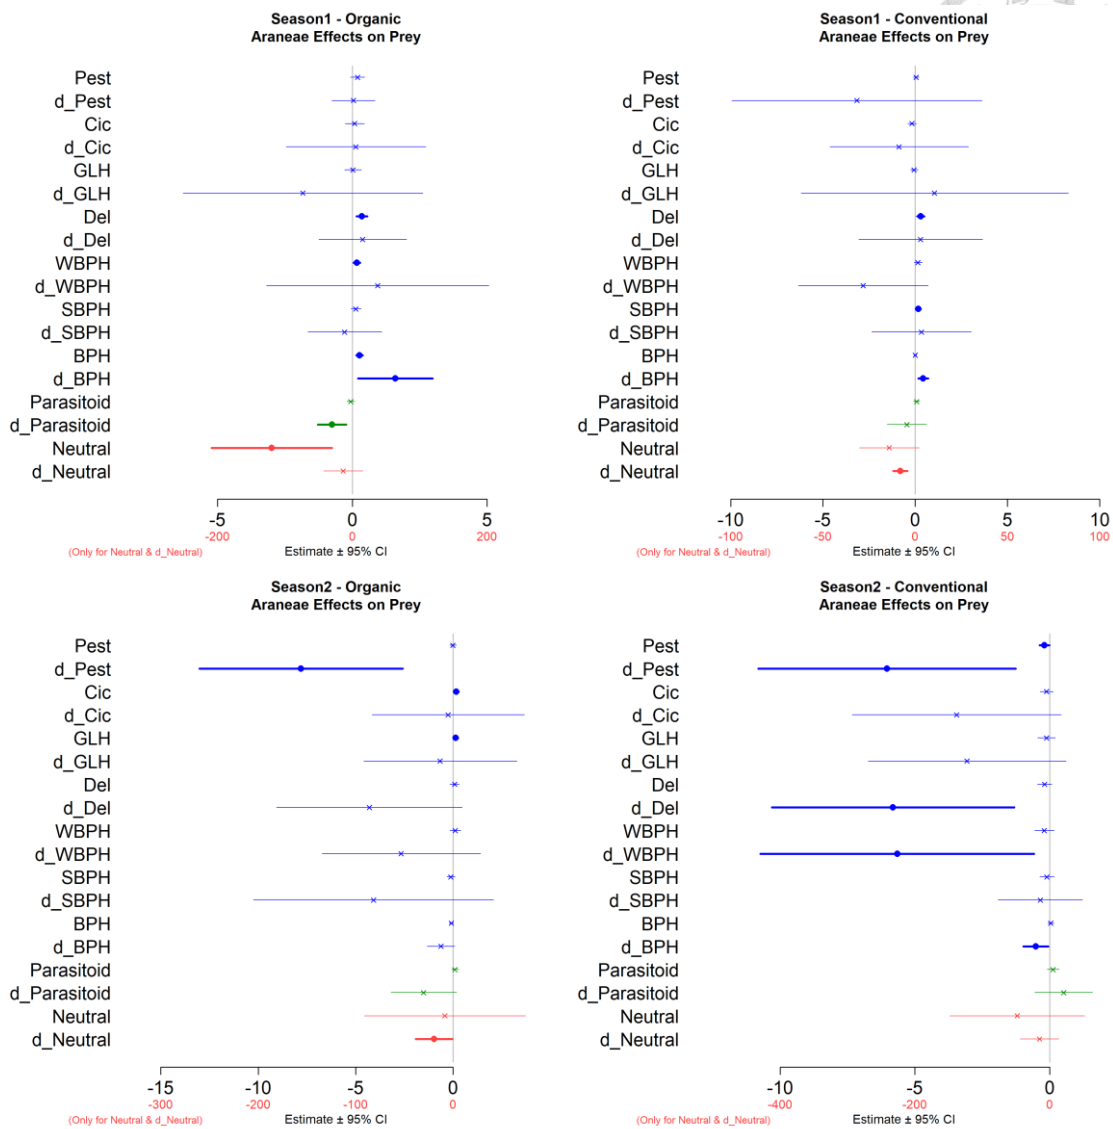 Season1 - Organic
Araneae Effects on Prey
Pest
d_Pest
Cic
d_Cic
GLH
d_GLH
Del
d_Del
WBPH
d_WBPH
SBPH
d_SBPH
BPH
d_BPH
Parasitoid
d_Parasitoid
Neutral
d_Neutral
-5 0 5
-200 0 200
(Only for Neutral & d_Neutral)
Estimate ± 95% CI
Season1 - Conventional
Araneae Effects on Prey
Pest
d_Pest
Cic
d_Cic
GLH
d_GLH
Del
d_Del
WBPH
d_WBPH
SBPH
d_SBPH
BPH
d_BPH
Parasitoid
d_Parasitoid
Neutral
d_Neutral
-10 -5 0 5 10
-100 -50 0 50 100
(Only for Neutral & d_Neutral)
Estimate ± 95% CI
Season2 - Organic
Araneae Effects on Prey
Pest
d_Pest
Cic
d_Cic
GLH
d_GLH
Del
d_Del
WBPH
d_WBPH
SBPH
d_SBPH
BPH
d_BPH
Parasitoid
d_Parasitoid
Neutral
d_Neutral
-15 -10 -5 0
-300 -200 -100 0
(Only for Neutral & d_Neutral)
Estimate ± 95% CI
Season2 - Conventional
Araneae Effects on Prey
Pest
d_Pest
Cic
d_Cic
GLH
d_GLH
Del
d_Del
WBPH
d_WBPH
SBPH
d_SBPH
BPH
d_BPH
Parasitoid
d_Parasitoid
Neutral
d_Neutral
-10 -5 0
-400 -200 0
(Only for Neutral & d_Neutral)
Estimate ± 95% CI